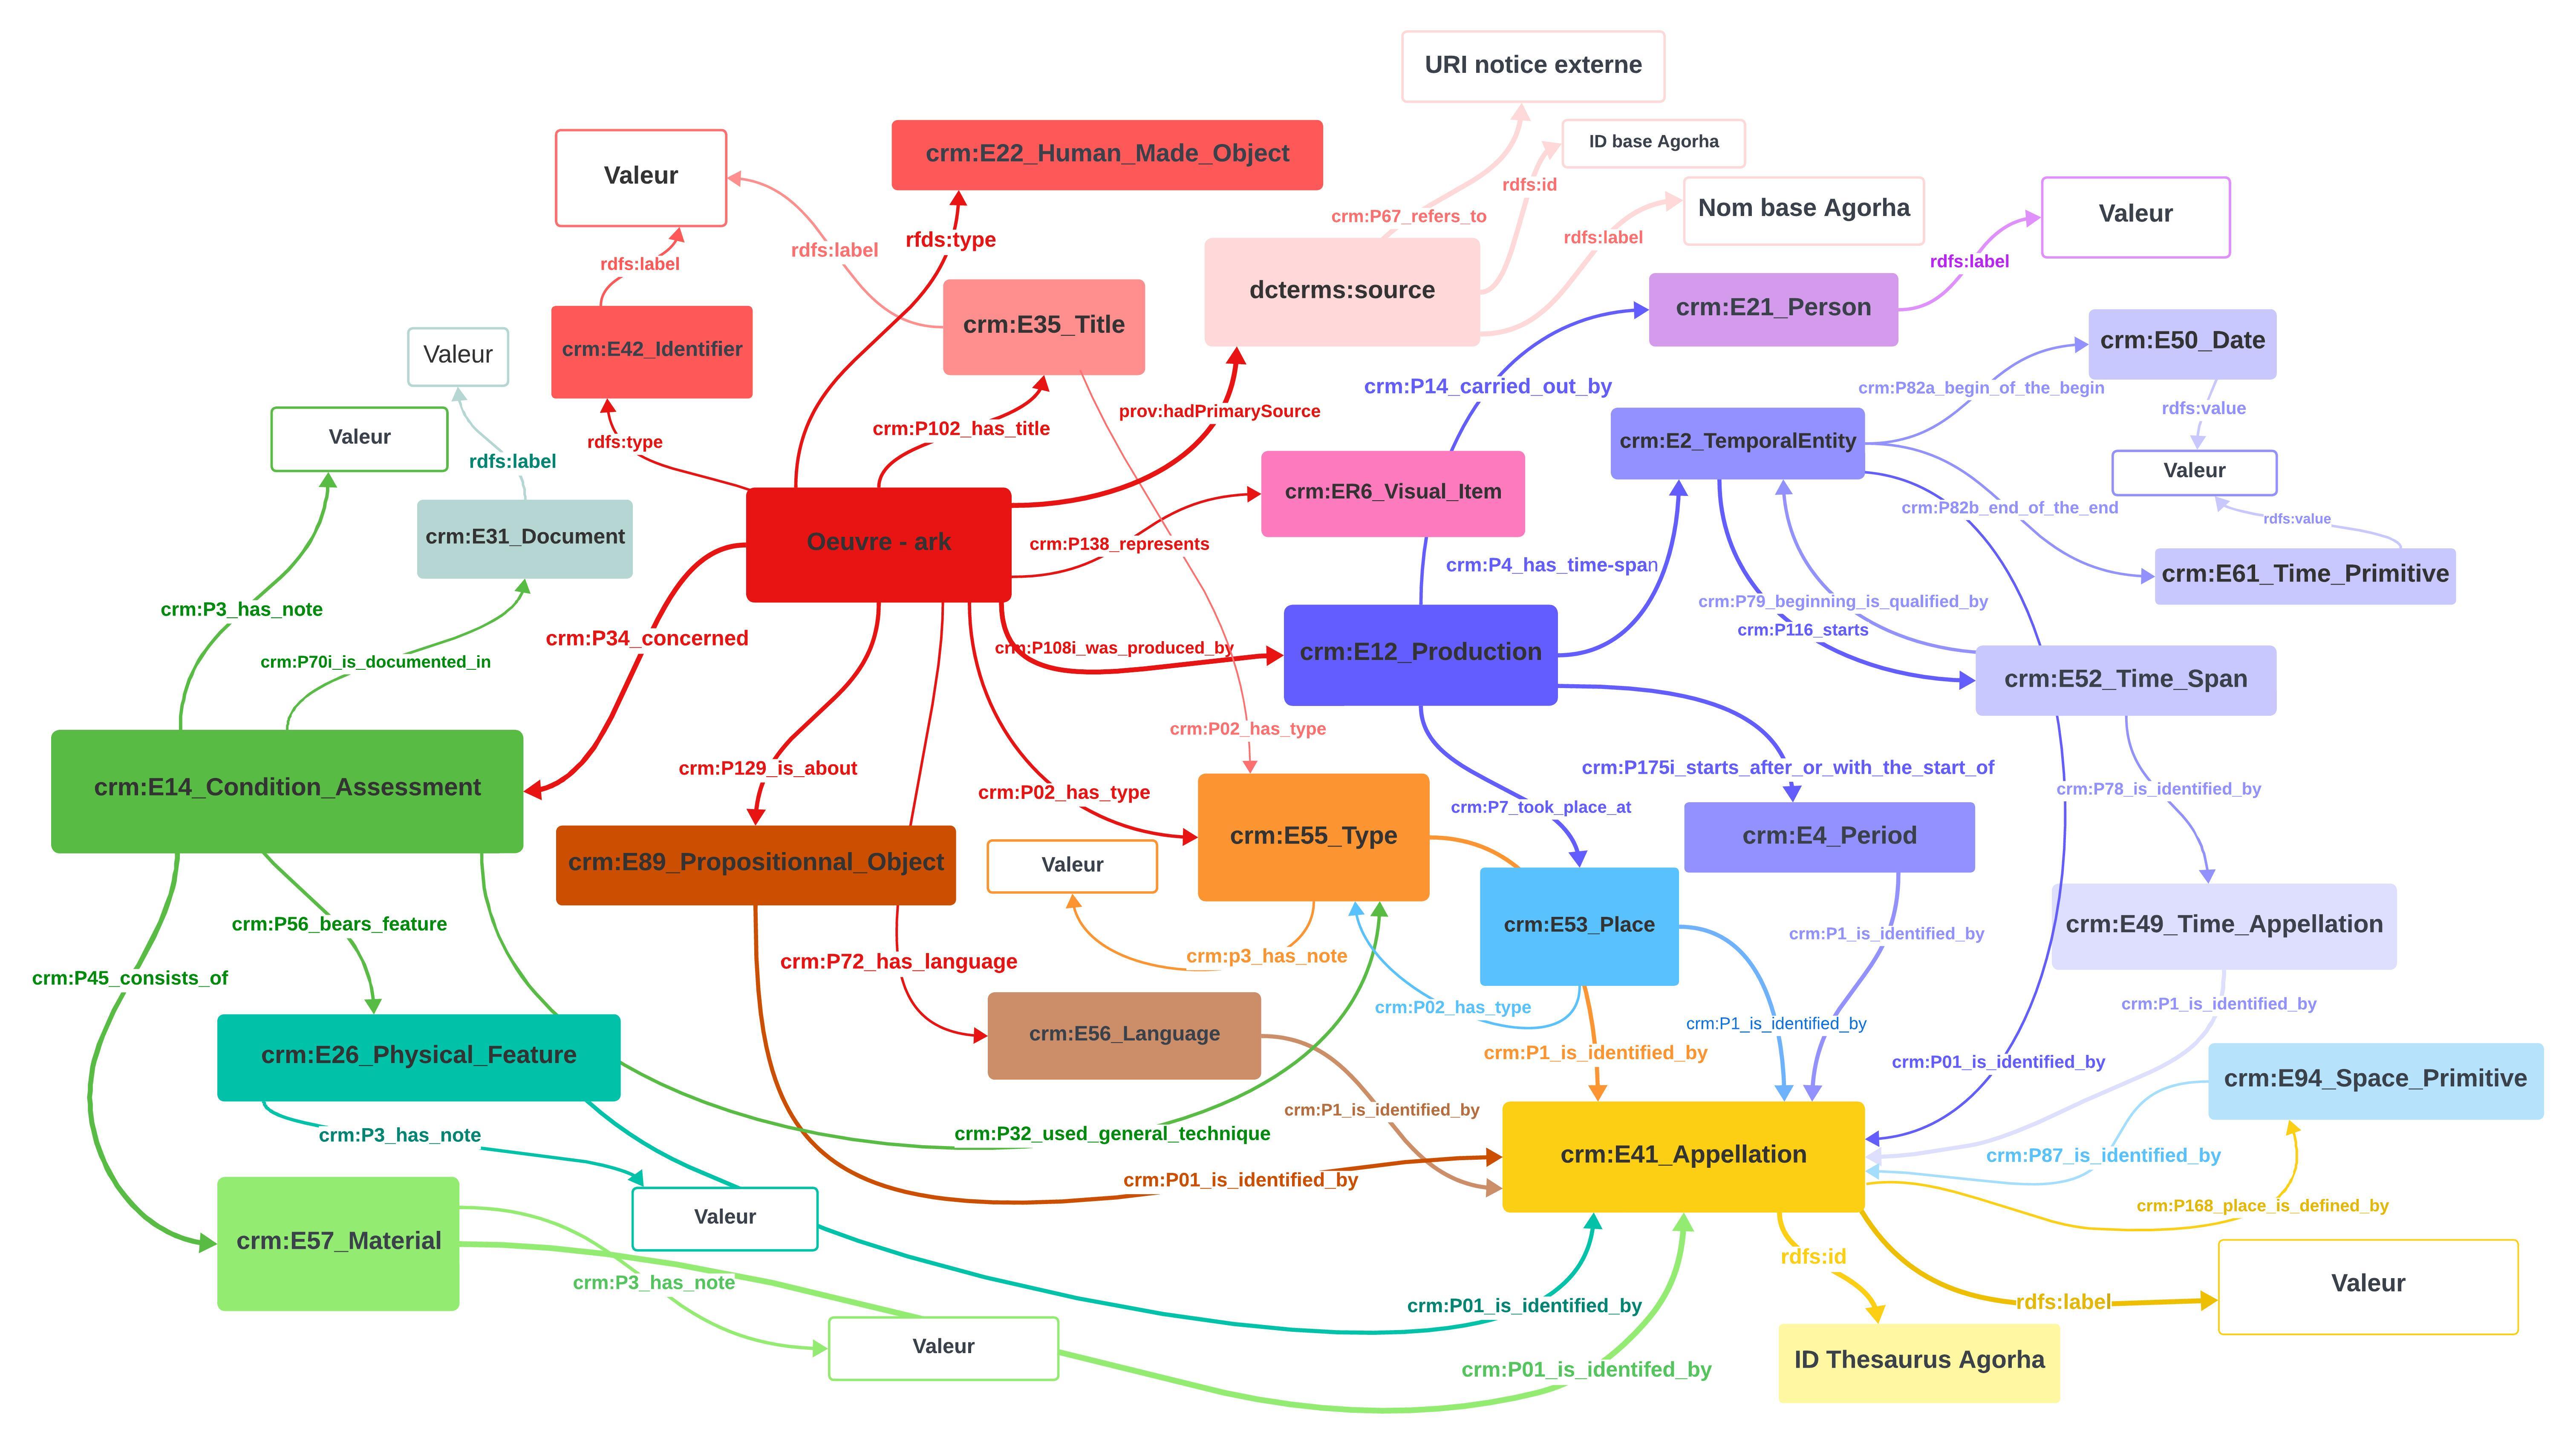 URI notice externe
crm:E22_Human_Made_Object
ID base Agorha
Valeur
rdfs:id
Nom base Agorha
Valeur
crm:P67_refers_to
rdfs:label
rfds:type
rdfs:label
rdfs:label
rdfs:label
dcterms:source
crm:E21_Person
crm:E35_Title
crm:E50_Date
Valeur
crm:E42_Identifier
crm:P14_carried_out_by
crm:P82a_begin_of_the_begin
rdfs:value
prov:hadPrimarySource
crm:P102_has_title
Valeur
rdfs:type
crm:E2_TemporalEntity
rdfs:label
Valeur
crm:ER6_Visual_Item
crm:P82b_end_of_the_end
rdfs:value
crm:E31_Document
Oeuvre - ark
crm:P138_represents
crm:P4_has_time-span
crm:E61_Time_Primitive
crm:P79_beginning_is_qualified_by
crm:P3_has_note
crm:P116_starts
crm:P34_concerned
crm:P108i_was_produced_by
crm:E12_Production
crm:P70i_is_documented_in
crm:E52_Time_Span
crm:P02_has_type
crm:P129_is_about
crm:P175i_starts_after_or_with_the_start_of
crm:E14_Condition_Assessment
crm:P02_has_type
crm:P78_is_identified_by
crm:P7_took_place_at
crm:E55_Type
crm:E4_Period
crm:E89_Propositionnal_Object
Valeur
crm:P56_bears_feature
crm:E53_Place
crm:P1_is_identified_by
crm:E49_Time_Appellation
crm:P45_consists_of
crm:P72_has_language
crm:p3_has_note
crm:P02_has_type
crm:P1_is_identified_by
crm:E56_Language
crm:P1_is_identified_by
crm:E26_Physical_Feature
crm:P1_is_identified_by
crm:P01_is_identified_by
crm:E94_Space_Primitive
crm:P1_is_identified_by
crm:P3_has_note
crm:P32_used_general_technique
crm:E41_Appellation
crm:P87_is_identified_by
crm:P01_is_identified_by
crm:P168_place_is_defined_by
Valeur
crm:E57_Material
rdfs:id
crm:P3_has_note
Valeur
crm:P01_is_identified_by
rdfs:label
Valeur
crm:P01_is_identifed_by
ID Thesaurus Agorha